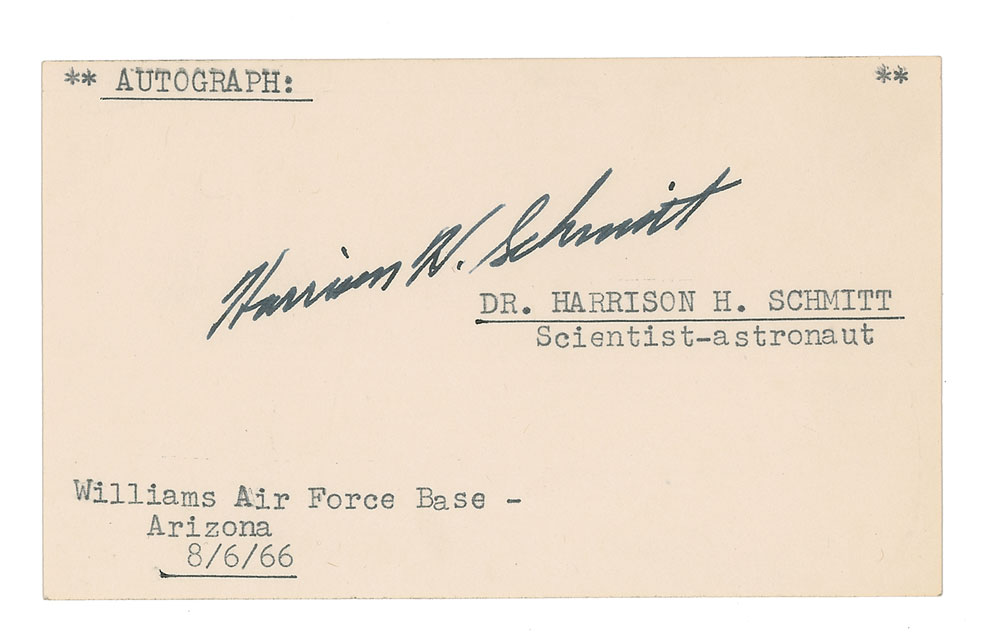 ** AUTOGRAPH: **
Harrison H. Schmitt
DR. HARRISON H. SCHMITT
Scientist-astronaut
Williams Air Force Base -
Arizona
8/6/66